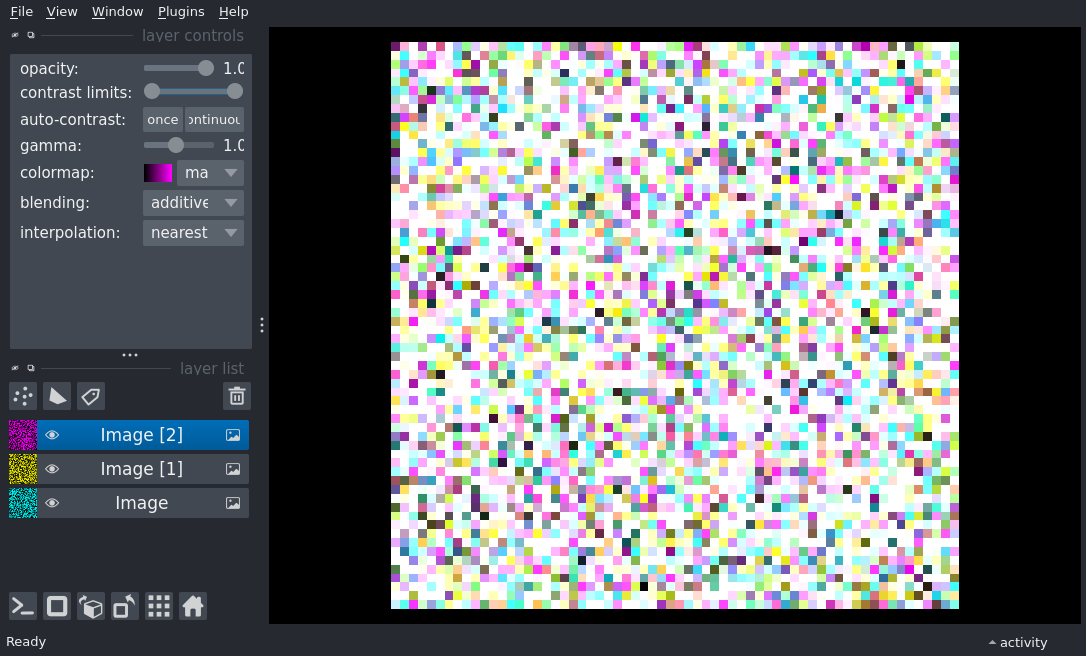 File View Window Plugins Help
layer controls
opacity: 1.0
contrast limits:
auto-contrast: once ontinuou
gamma: 1.0
colormap: ma
blending: additive
interpolation: nearest
layer list
Image [2]
Image [1]
Image
Ready
activity